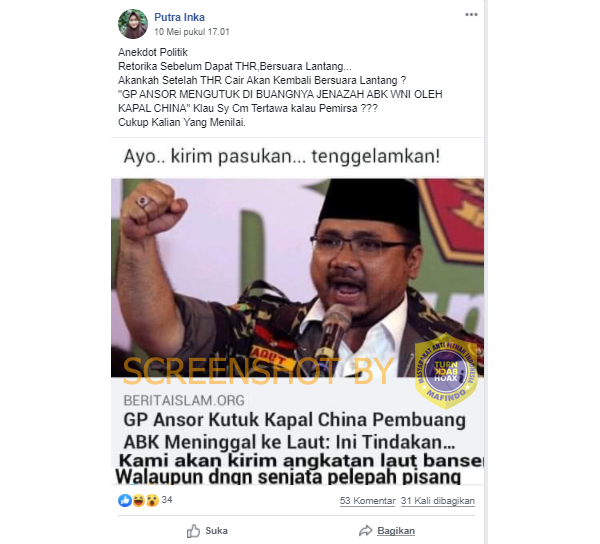 Putra Inka
10 Mei pukul 17.01
Anekdot Politik
Retorika Sebelum Dapat THR,Bersuara Lantang...
Akankah Setelah THR Cair Akan Kembali Bersuara Lantang ?
"GP ANSOR MENGUTUK DI BUANGNYA JENAZAH ABK WNI OLEH
KAPAL CHINA" Klau Sy Cm Tertawa kalau Pemirsa ???
Cukup Kalian Yang Menilai.
Ayo.. kirim pasukan... tenggelamkan!
SCREENSHOT BY
MASYARAKAT ANTI FITNAH INDONESIA
TURN
BACK
HOAX
MAFINDO
BERITAISLAM.ORG
GP Ansor Kutuk Kapal China Pembuang
ABK Meninggal ke Laut: Ini Tindakan...
Kami akan kirim angkatan laut banser
Walaupun dngn senjata pelepah pisang
34
53 Komentar 31 Kali dibagikan
Suka
Bagikan